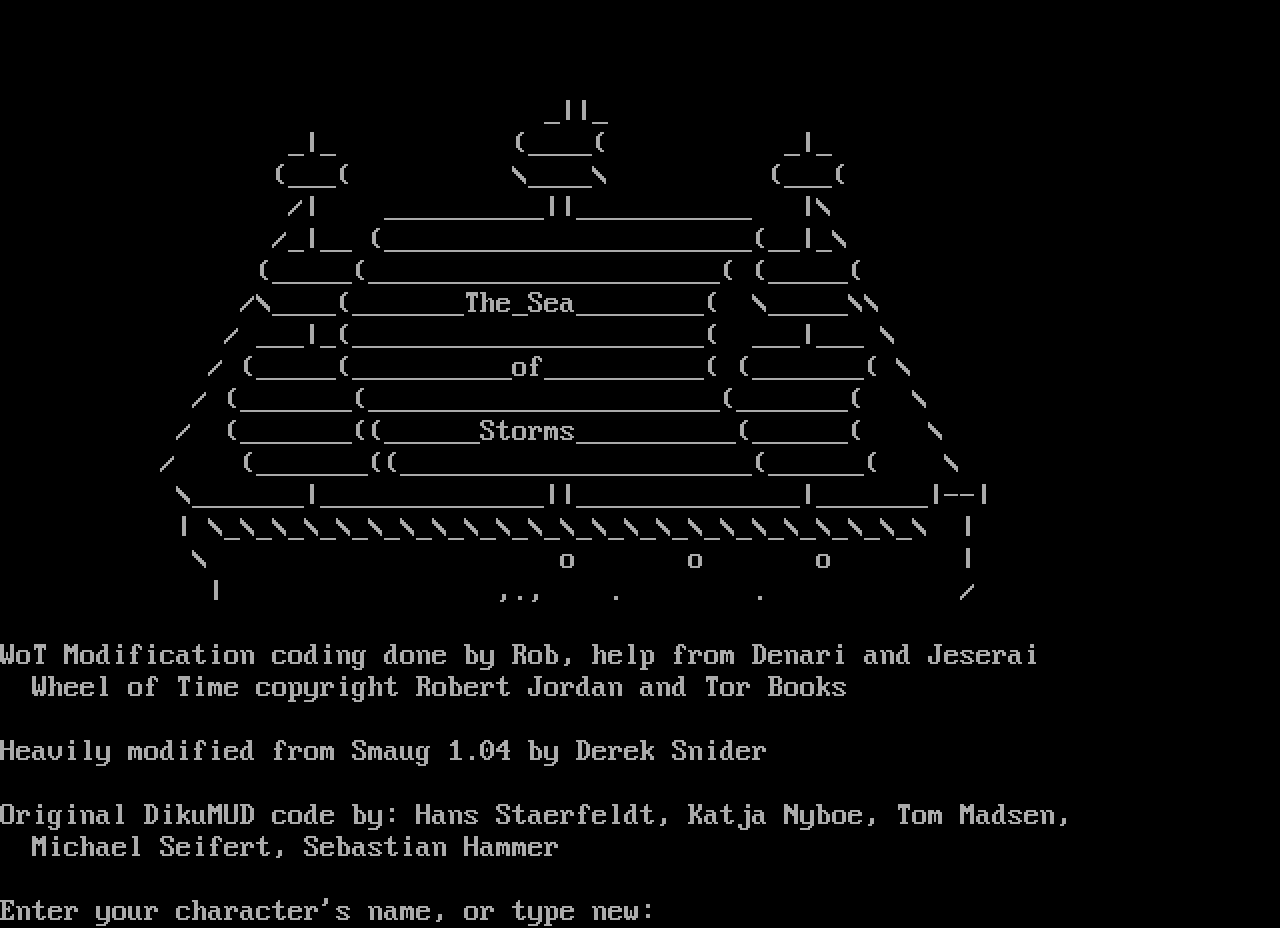 The_Sea
of
Storms
WoT Modification coding done by Rob, help from Denari and Jeserai
Wheel of Time copyright Robert Jordan and Tor Books
Heavily modified from Smaug 1.04 by Derek Snider
Original DikuMUD code by: Hans Staerfeldt, Katja Nyboe, Tom Madsen,
Michael Seifert, Sebastian Hammer
Enter your character's name, or type new: